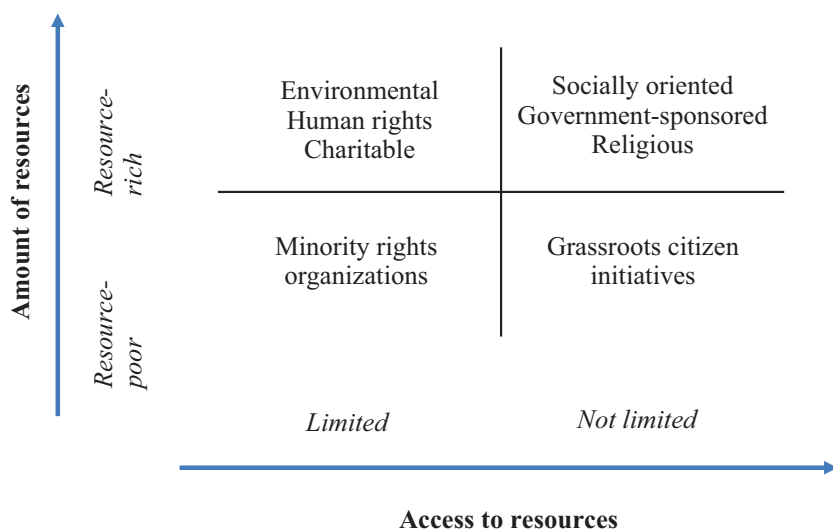 Amount of resources
Resource-
rich
Resource-
poor
Environmental
Human rights
Charitable
Socially oriented
Government-sponsored
Religious
Minority rights
organizations
Grassroots citizen
initiatives
Limited
Not limited
Access to resources